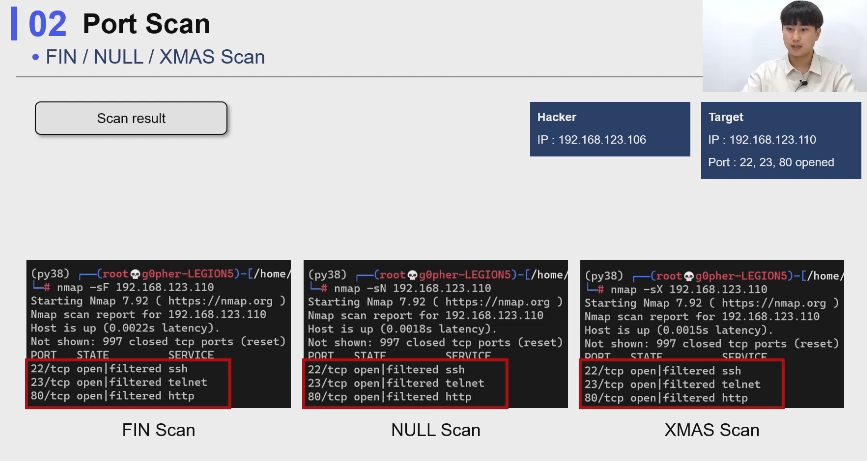 02 Port Scan
• FIN / NULL / XMAS Scan
Scan result
Hacker
IP : 192.168.123.106
Target
IP : 192.168.123.110
Port : 22, 23, 80 opened
(py38) ┌──(root💀g0pher-LEGION5)-[/home/
└─# nmap -sF 192.168.123.110
Starting Nmap 7.92 ( https://nmap.org )
Nmap scan report for 192.168.123.110
Host is up (0.0022s latency).
Not shown: 997 closed tcp ports (reset)
PORT STATE SERVICE
22/tcp open|filtered ssh
23/tcp open|filtered telnet
80/tcp open|filtered http
FIN Scan
(py38) ┌──(root💀g0pher-LEGION5)-[/home/
└─# nmap -sN 192.168.123.110
Starting Nmap 7.92 ( https://nmap.org )
Nmap scan report for 192.168.123.110
Host is up (0.0018s latency).
Not shown: 997 closed tcp ports (reset)
PORT STATE SERVICE
22/tcp open|filtered ssh
23/tcp open|filtered telnet
80/tcp open|filtered http
NULL Scan
(py38) ┌──(root💀g0pher-LEGION5)-[/home/
└─# nmap -sX 192.168.123.110
Starting Nmap 7.92 ( https://nmap.org )
Nmap scan report for 192.168.123.110
Host is up (0.0015s latency).
Not shown: 997 closed tcp ports (reset)
PORT STATE SERVICE
22/tcp open|filtered ssh
23/tcp open|filtered telnet
80/tcp open|filtered http
XMAS Scan